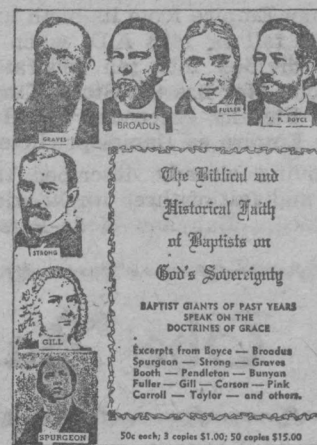 GRAVES
BROADUS
FULLER
J. P. BOYCE
STRONG
GILL
SPURGEON
The Biblical and
Historical Faith
of Baptists on
God's Sovereignty
BAPTIST GIANTS OF PAST YEARS
SPEAK ON THE
DOCTRINES OF GRACE
Excerpts from Boyce — Broadus
Spurgeon — Strong — Graves
Booth — Pendleton — Bunyan
Fuller — Gill — Carson — Pink
Carroll — Taylor — and others.
50c each; 3 copies $1.00; 50 copies $15.00